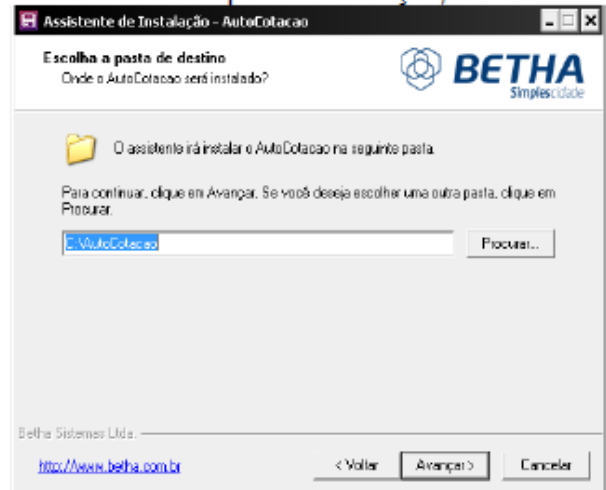 Assistente de Instalação - AutoCotacao
Escolha a pasta de destino
Onde o AutoCotacao será instalado?
BETHA
Simplescidade
O assistente irá instalar o AutoCotacao na seguinte pasta.
Para continuar, clique em Avançar. Se você deseja escolher uma outra pasta, clique em
Procurar.
C:\AutoCotacao
Procurar...
Betha Sistemas Ltda.
http://www.betha.com.br
< Voltar
Avançar >
Cancelar